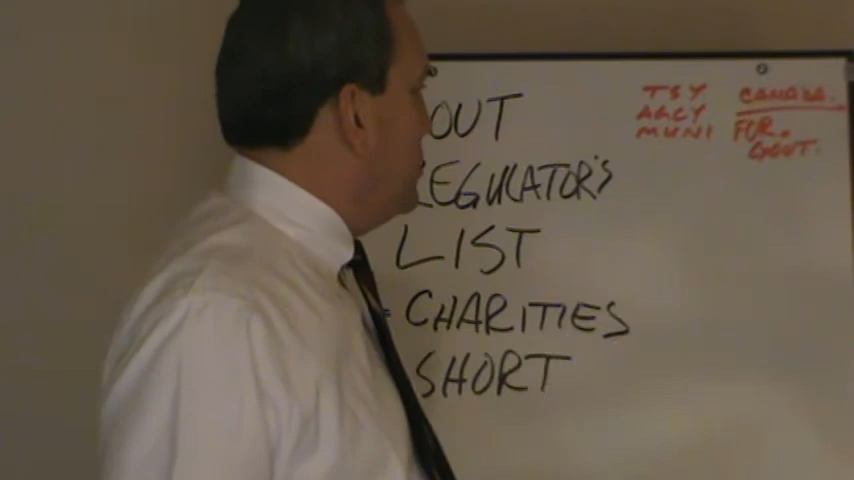 OUT
EGULATOR'S
LIST
CHARITIES
SHORT
TSY
AGCY
MUNI
CANADA.
FOR.
GOVT.